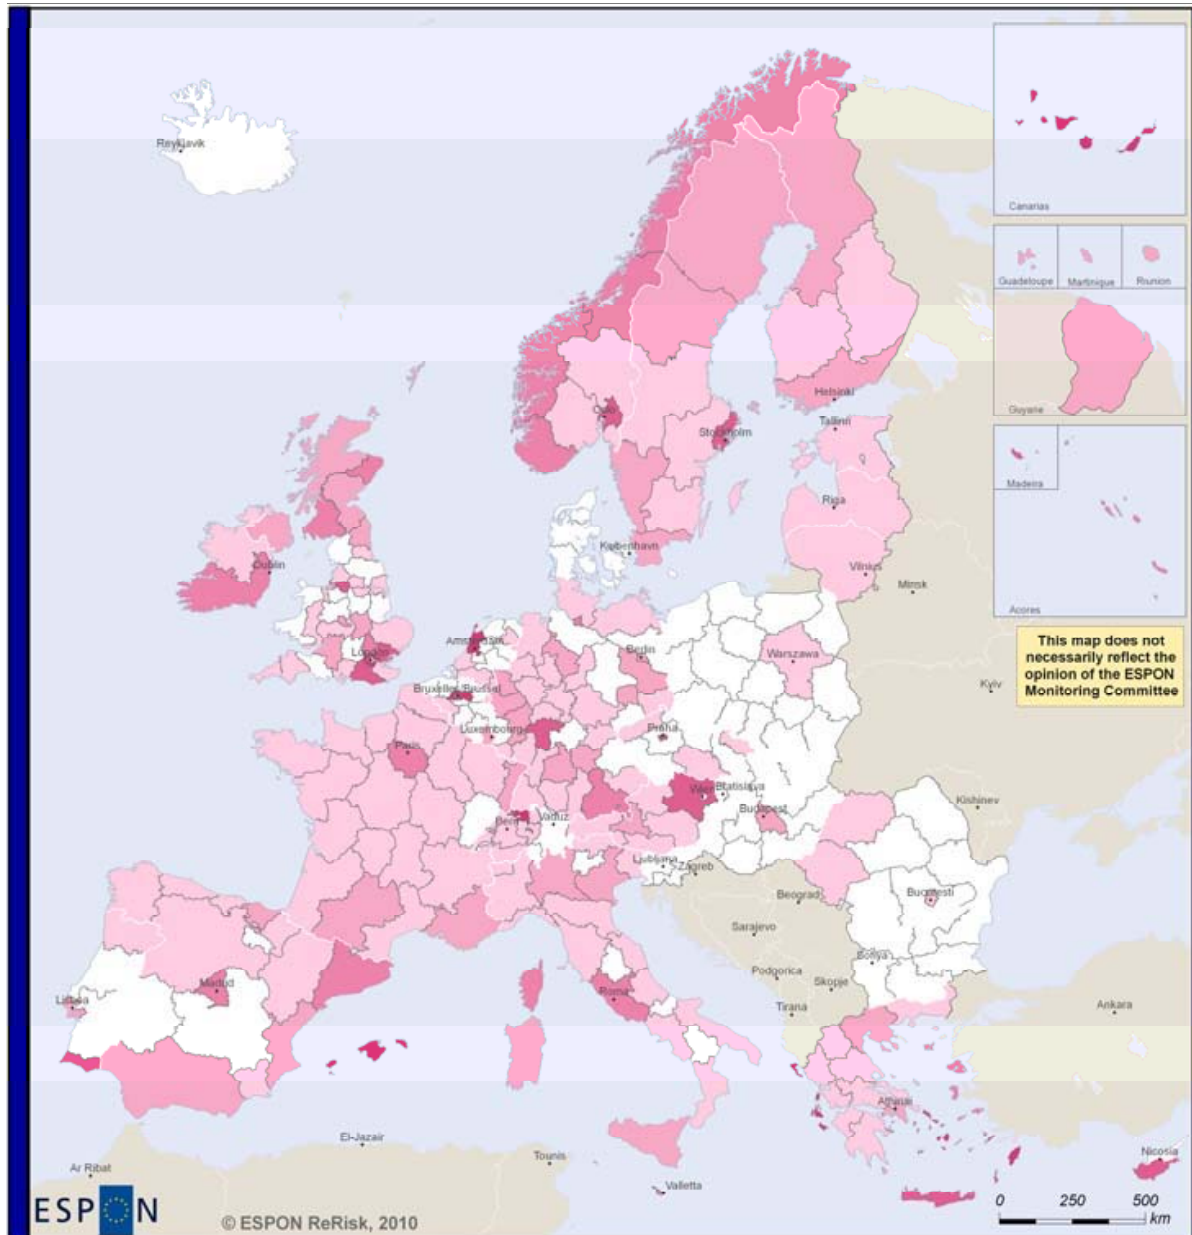 Reykjavik
Canarias
Guadeloupe
Martinique
Réunion
Guyane
Helsinki
Oslo
Tallinn
Stockholm
Madeira
Riga
København
Dublin
Vilnius
Minsk
Acores
This map does not
necessarily reflect the
opinion of the ESPON
Monitoring Committee
Amsterdam
London
Berlin
Warszawa
Kyiv
Bruxelles/Brussel
Luxembourg
Praha
Paris
Wien
Bratislava
Budapest
Kishinev
Bern
Vaduz
Ljubljana
Zagreb
Beograd
Bucuresti
Sarajevo
Sofiya
Madrid
Podgorica
Skopje
Roma
Lisboa
Tirana
Ankara
Athinai
El-Jazair
Tounis
Nicosia
Ar Ribat
Valletta
0 250 500
km
ESPON
© ESPON ReRisk, 2010